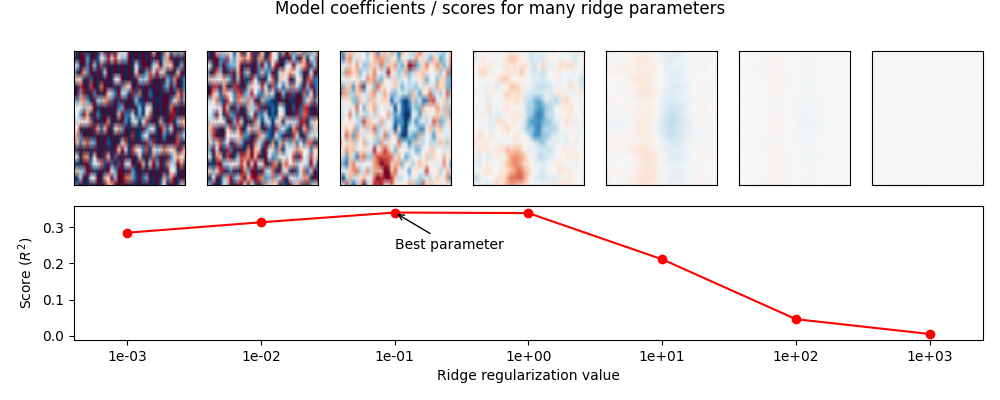 Model coefficients / scores for many ridge parameters
0.3
0.2
0.1
0.0
Score (R²)
Best parameter
1e-03 1e-02 1e-01 1e+00 1e+01 1e+02 1e+03
Ridge regularization value